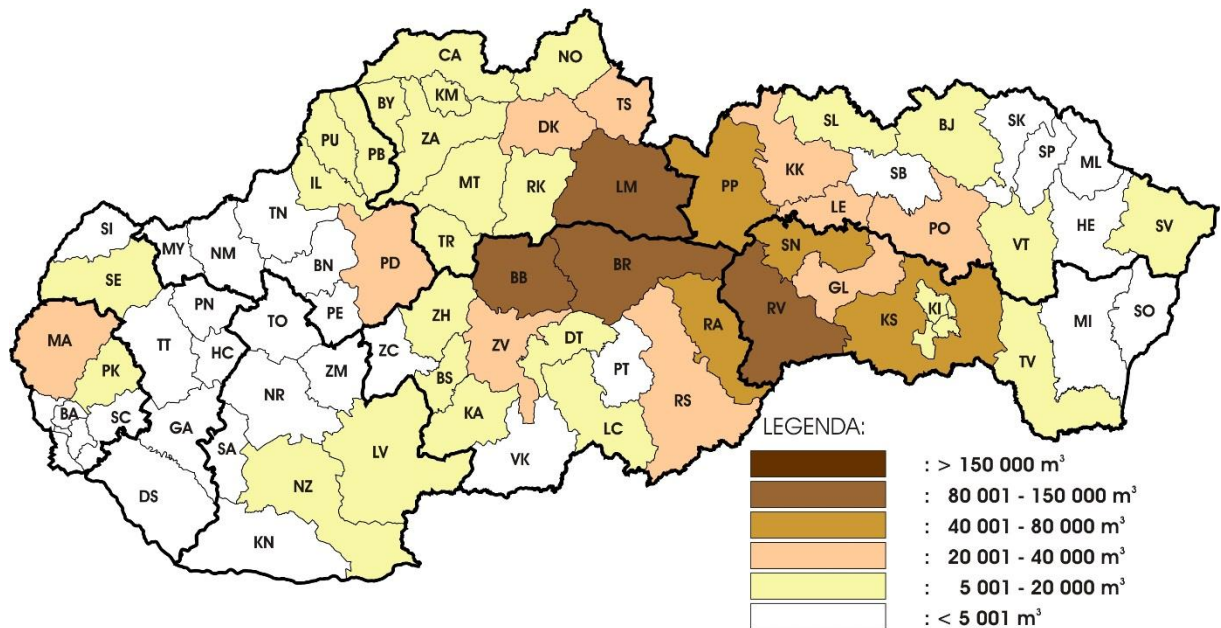 CA
NO
BY
KM
TS
PU
ZA
DK
SL
BJ
SK
PB
SP
ML
IL
MT
RK
LM
PP
KK
SB
TN
LE
SI
MY
NM
TR
PO
HE
SV
BN
PD
SN
VT
SE
BB
BR
GL
PN
PE
ZH
RV
KS
KI
MI
SO
MA
TT
TO
ZC
ZV
DT
RA
HC
PT
TV
PK
ZM
BS
NR
RS
BA
SC
KA
GA
LC
SA
LV
VK
NZ
DS
KN
LEGENDA:
: > 150 000 m³
: 80 001 - 150 000 m³
: 40 001 - 80 000 m³
: 20 001 - 40 000 m³
: 5 001 - 20 000 m³
: < 5 001 m³